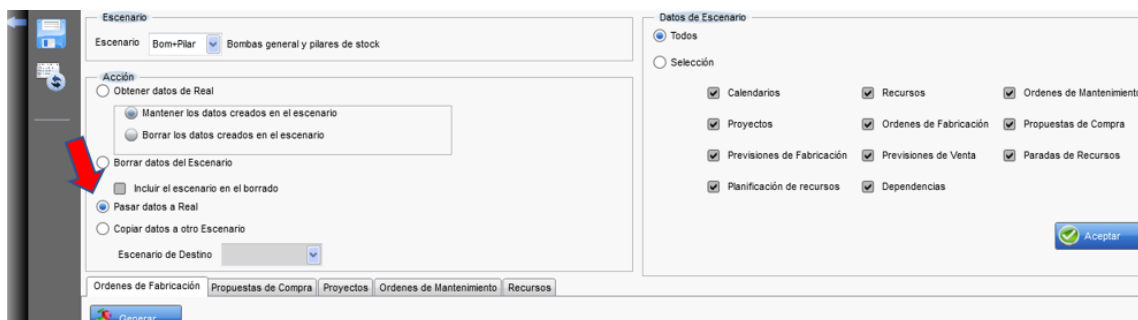 Escenario
Escenario Bom+Pilar Bombas general y pilares de stock
Acción
Obtener datos de Real
Mantener los datos creados en el escenario
Borrar los datos creados en el escenario
Borrar datos del Escenario
Incluir el escenario en el borrado
Pasar datos a Real
Copiar datos a otro Escenario
Escenario de Destino
Datos de Escenario
Todos
Selección
Calendarios Recursos Ordenes de Mantenimiento
Proyectos Ordenes de Fabricación Propuestas de Compra
Previsiones de Fabricación Previsiones de Venta Paradas de Recursos
Planificación de recursos Dependencias
Aceptar
Ordenes de Fabricación Propuestas de Compra Proyectos Ordenes de Mantenimiento Recursos
Generar